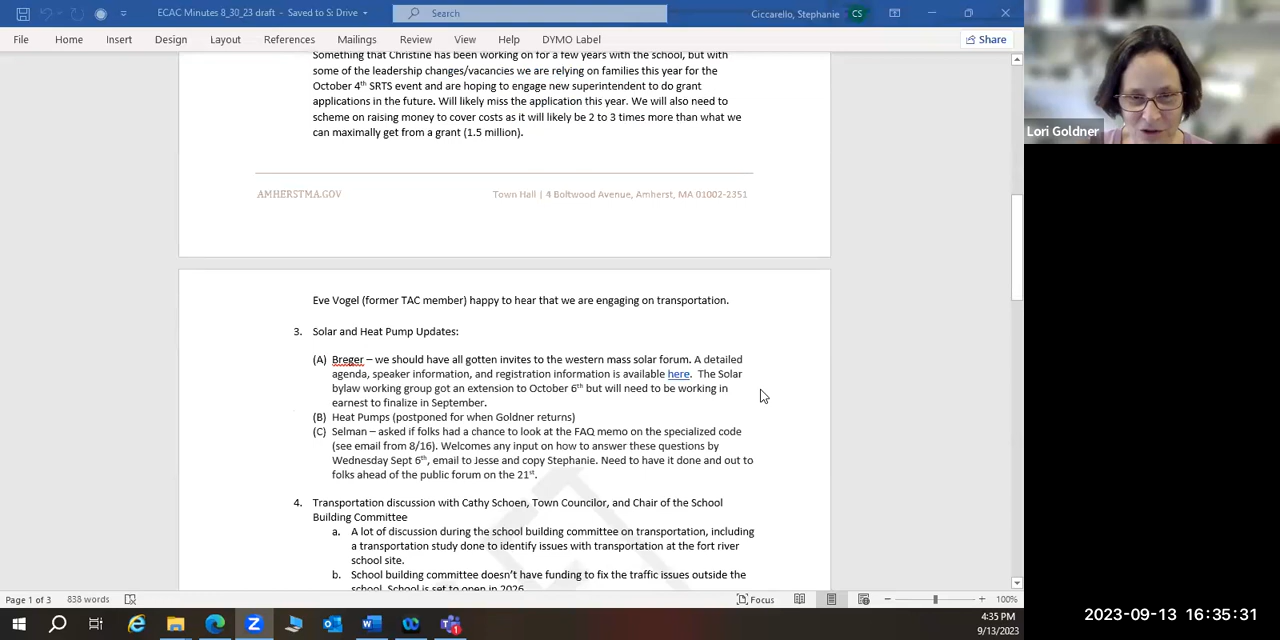 ECAC Minutes 8_30_23 draft - Saved to S: Drive
Search
Ciccarello, Stephanie
CS
File Home Insert Design Layout References Mailings Review View Help DYMO Label
Share
Something that Christine has been working on for a few years with the school, but with
some of the leadership changes/vacancies we are relying on families this year for the
October 4th SRTS event and are hoping to engage new superintendent to do grant
applications in the future. Will likely miss the application this year. We will also need to
scheme on raising money to cover costs as it will likely be 2 to 3 times more than what we
can maximally get from a grant (1.5 million).
AMHERSTMA.GOV
Town Hall | 4 Boltwood Avenue, Amherst, MA 01002-2351
Eve Vogel (former TAC member) happy to hear that we are engaging on transportation.
3. Solar and Heat Pump Updates:
(A) Breger – we should have all gotten invites to the western mass solar forum. A detailed
agenda, speaker information, and registration information is available here. The Solar
bylaw working group got an extension to October 6th but will need to be working in
earnest to finalize in September.
(B) Heat Pumps (postponed for when Goldner returns)
(C) Selman – asked if folks had a chance to look at the FAQ memo on the specialized code
(see email from 8/16). Welcomes any input on how to answer these questions by
Wednesday Sept 6th, email to Jesse and copy Stephanie. Need to have it done and out to
folks ahead of the public forum on the 21st.
4. Transportation discussion with Cathy Schoen, Town Councilor, and Chair of the School
Building Committee
a. A lot of discussion during the school building committee on transportation, including
a transportation study done to identify issues with transportation at the fort river
school site.
b. School building committee doesn't have funding to fix the traffic issues outside the
school. School is set to open in 2026.
Page 1 of 3 838 words
Focus
100%
4:35 PM
9/13/2023
Lori Goldner
2023-09-13 16:35:31